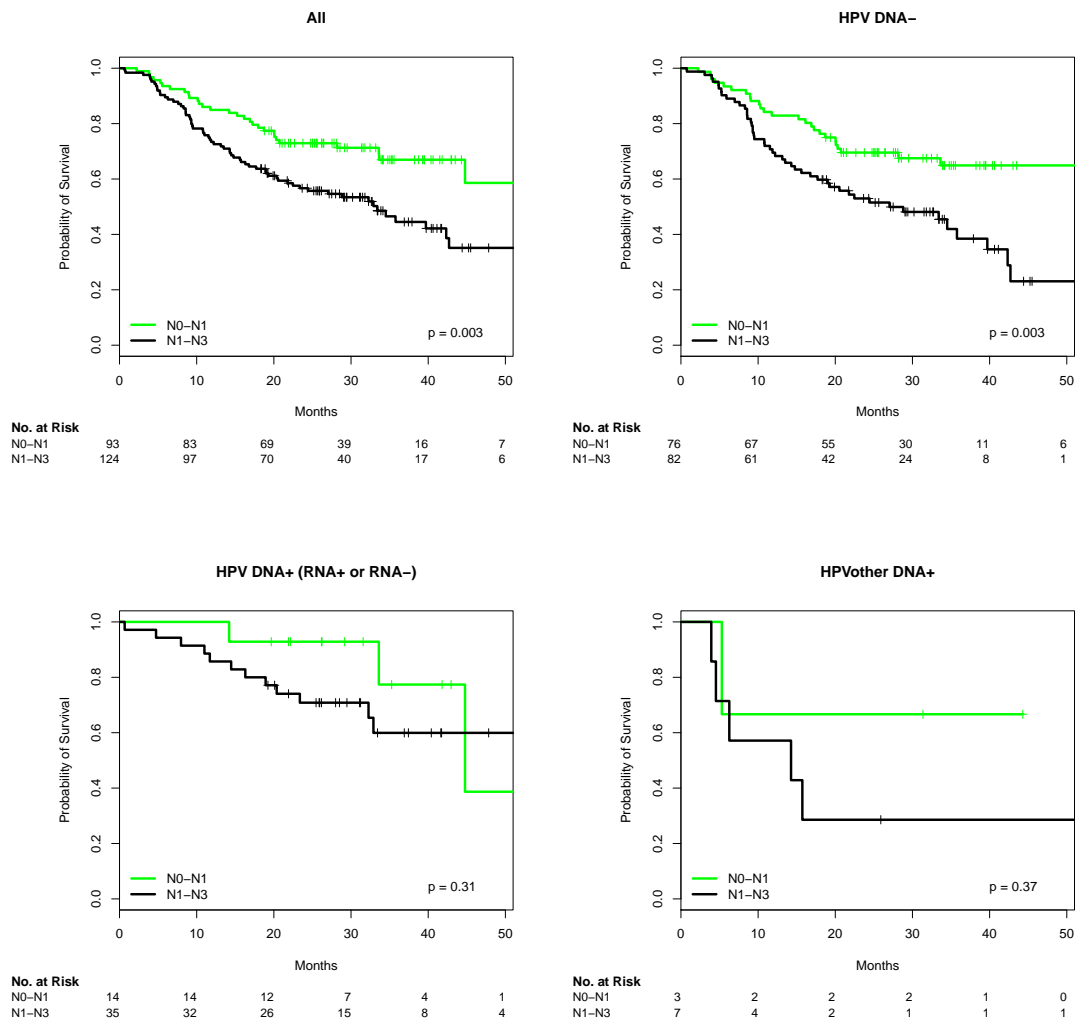 All
Probability of Survival
1.0
0.8
0.6
0.4
0.2
0.0
N0−N1
N1−N3
p = 0.003
0 10 20 30 40 50
Months
No. at Risk
N0−N1 93 83 69 39 16 7
N1−N3 124 97 70 40 17 6
HPV DNA−
Probability of Survival
1.0
0.8
0.6
0.4
0.2
0.0
N0−N1
N1−N3
p = 0.003
0 10 20 30 40 50
Months
No. at Risk
N0−N1 76 67 55 30 11 6
N1−N3 82 61 42 24 8 1
HPV DNA+ (RNA+ or RNA−)
Probability of Survival
1.0
0.8
0.6
0.4
0.2
0.0
N0−N1
N1−N3
p = 0.31
0 10 20 30 40 50
Months
No. at Risk
N0−N1 14 14 12 7 4 1
N1−N3 35 32 26 15 8 4
HPVother DNA+
Probability of Survival
1.0
0.8
0.6
0.4
0.2
0.0
N0−N1
N1−N3
p = 0.37
0 10 20 30 40 50
Months
No. at Risk
N0−N1 3 2 2 2 1 0
N1−N3 7 4 2 1 1 1